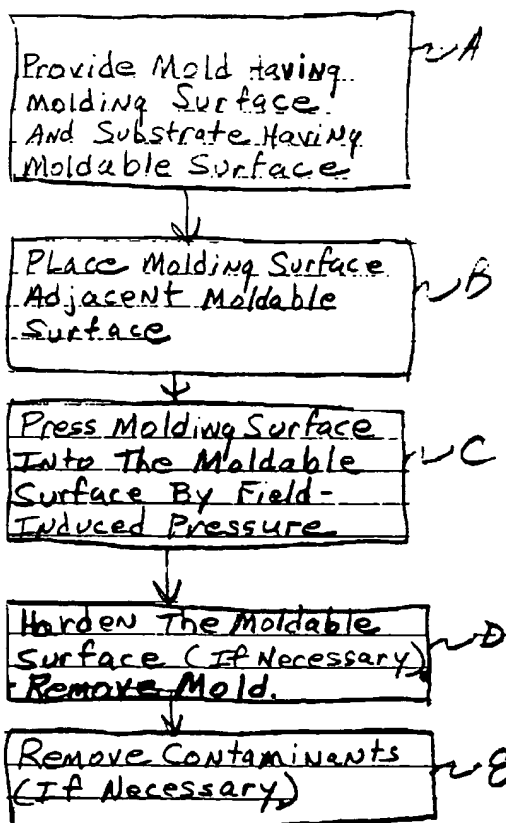 Provide Mold Having
Molding Surface
And Substrate Having
Moldable Surface
A
Place Molding Surface
Adjacent Moldable
Surface
B
Press Molding Surface
Into The Moldable
Surface By Field-
Induced Pressure
C
Harden The Moldable
Surface (If Necessary)
Remove Mold.
D
Remove Contaminants
(If Necessary)
E